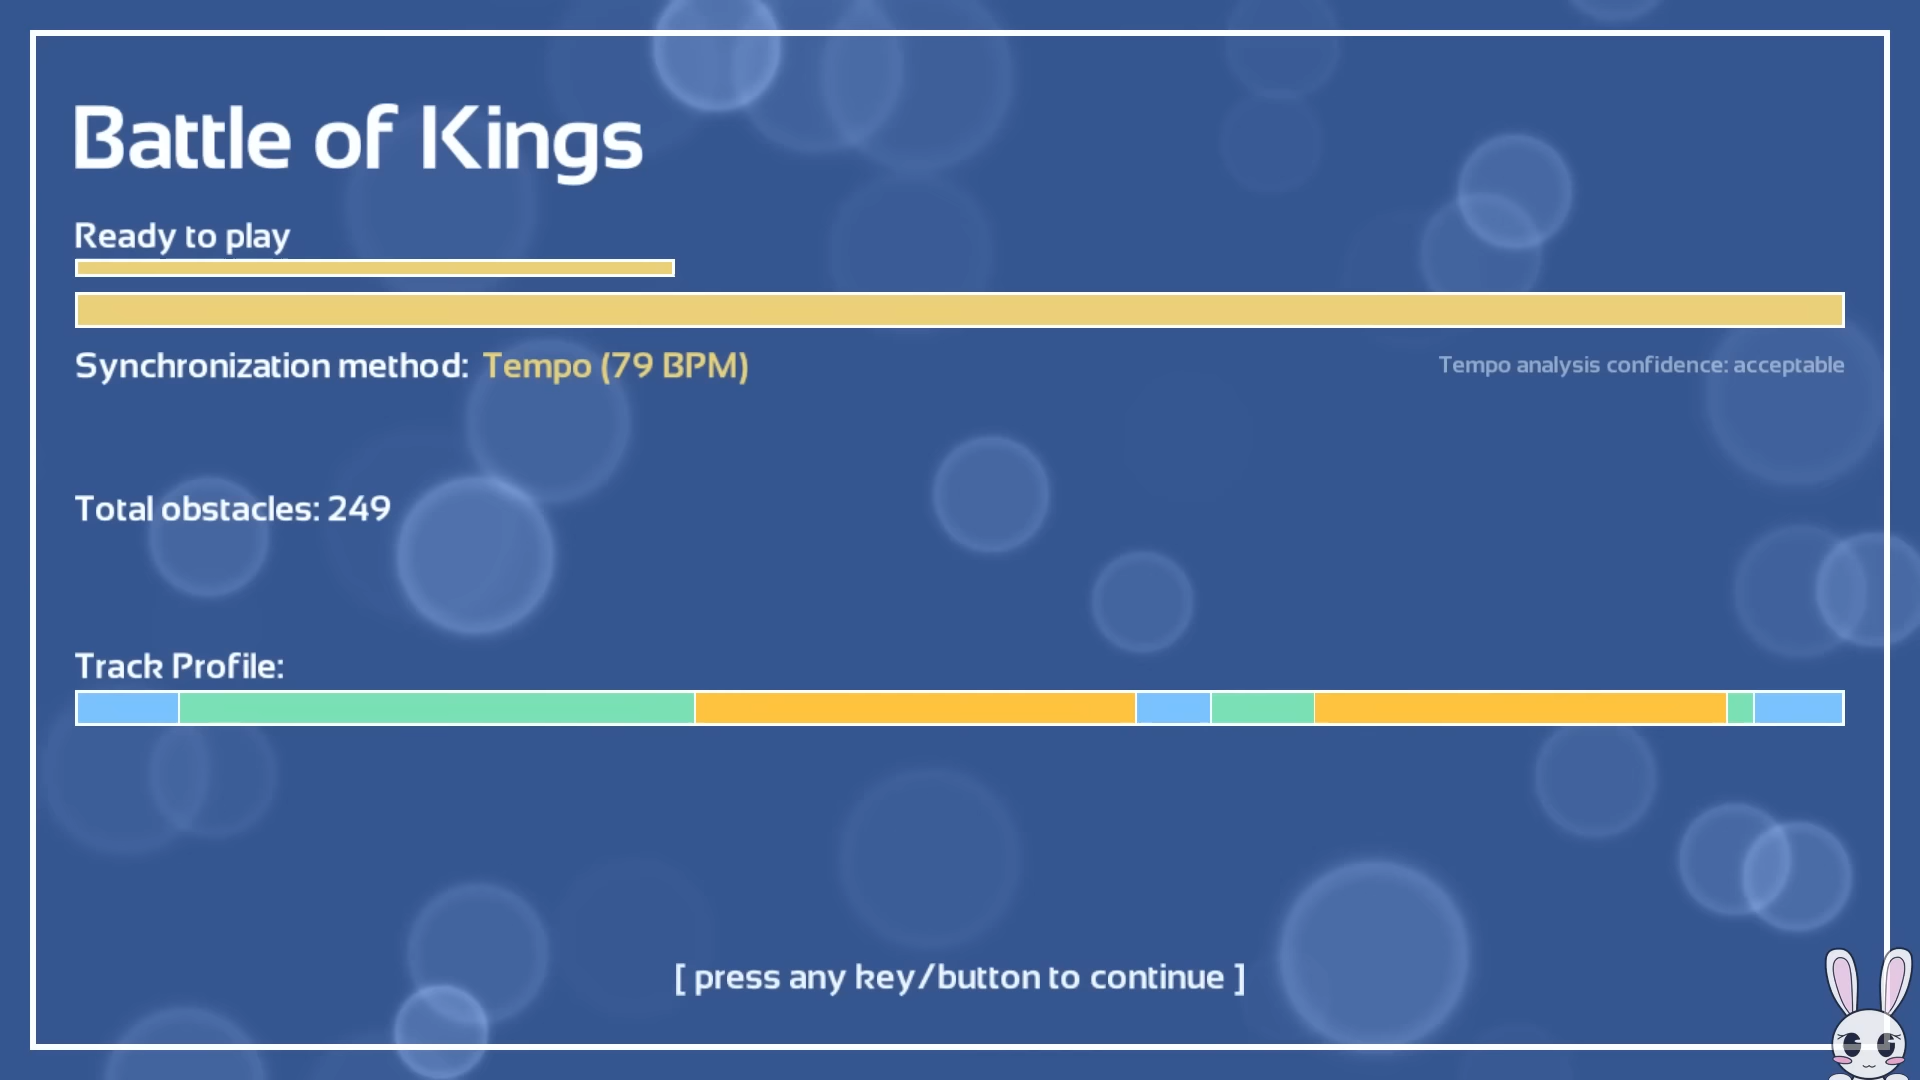 Battle of Kings
Ready to play
Synchronization method: Tempo (79 BPM)
Tempo analysis confidence: acceptable
Total obstacles: 249
Track Profile:
[ press any key/button to continue ]